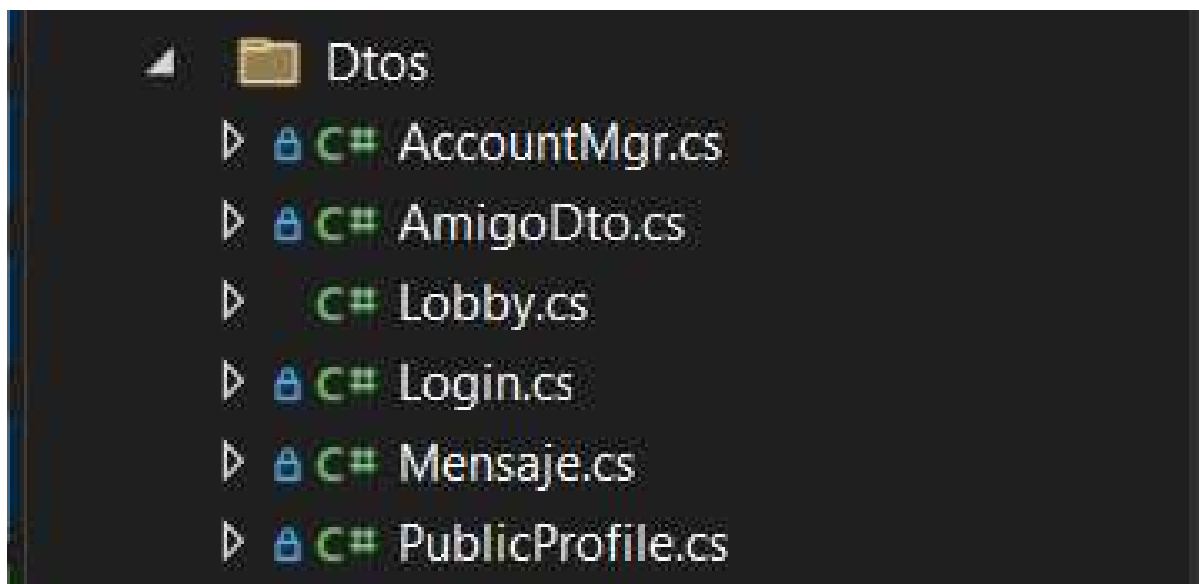 Dtos
C# AccountMgr.cs
C# AmigoDto.cs
C# Lobby.cs
C# Login.cs
C# Mensaje.cs
C# PublicProfile.cs